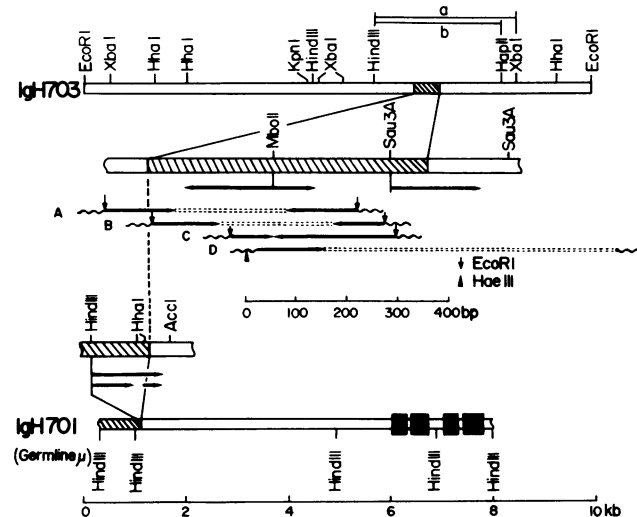 a
b
EcoRI
XbaI
HhaI
HhaI
KpnI
HindIII
XbaI
HindIII
HapII
XbaI
HhaI
EcoRI
IgH703
MboII
Sau3A
Sau3A
A
B
C
D
EcoRI
HaeIII
0 100 200 300 400bp
HindIII
HhaI
AccI
IgH701
(Germline μ)
HindIII
HindIII
HindIII
HindIII
HindIII
0 2 4 6 8 10 kb